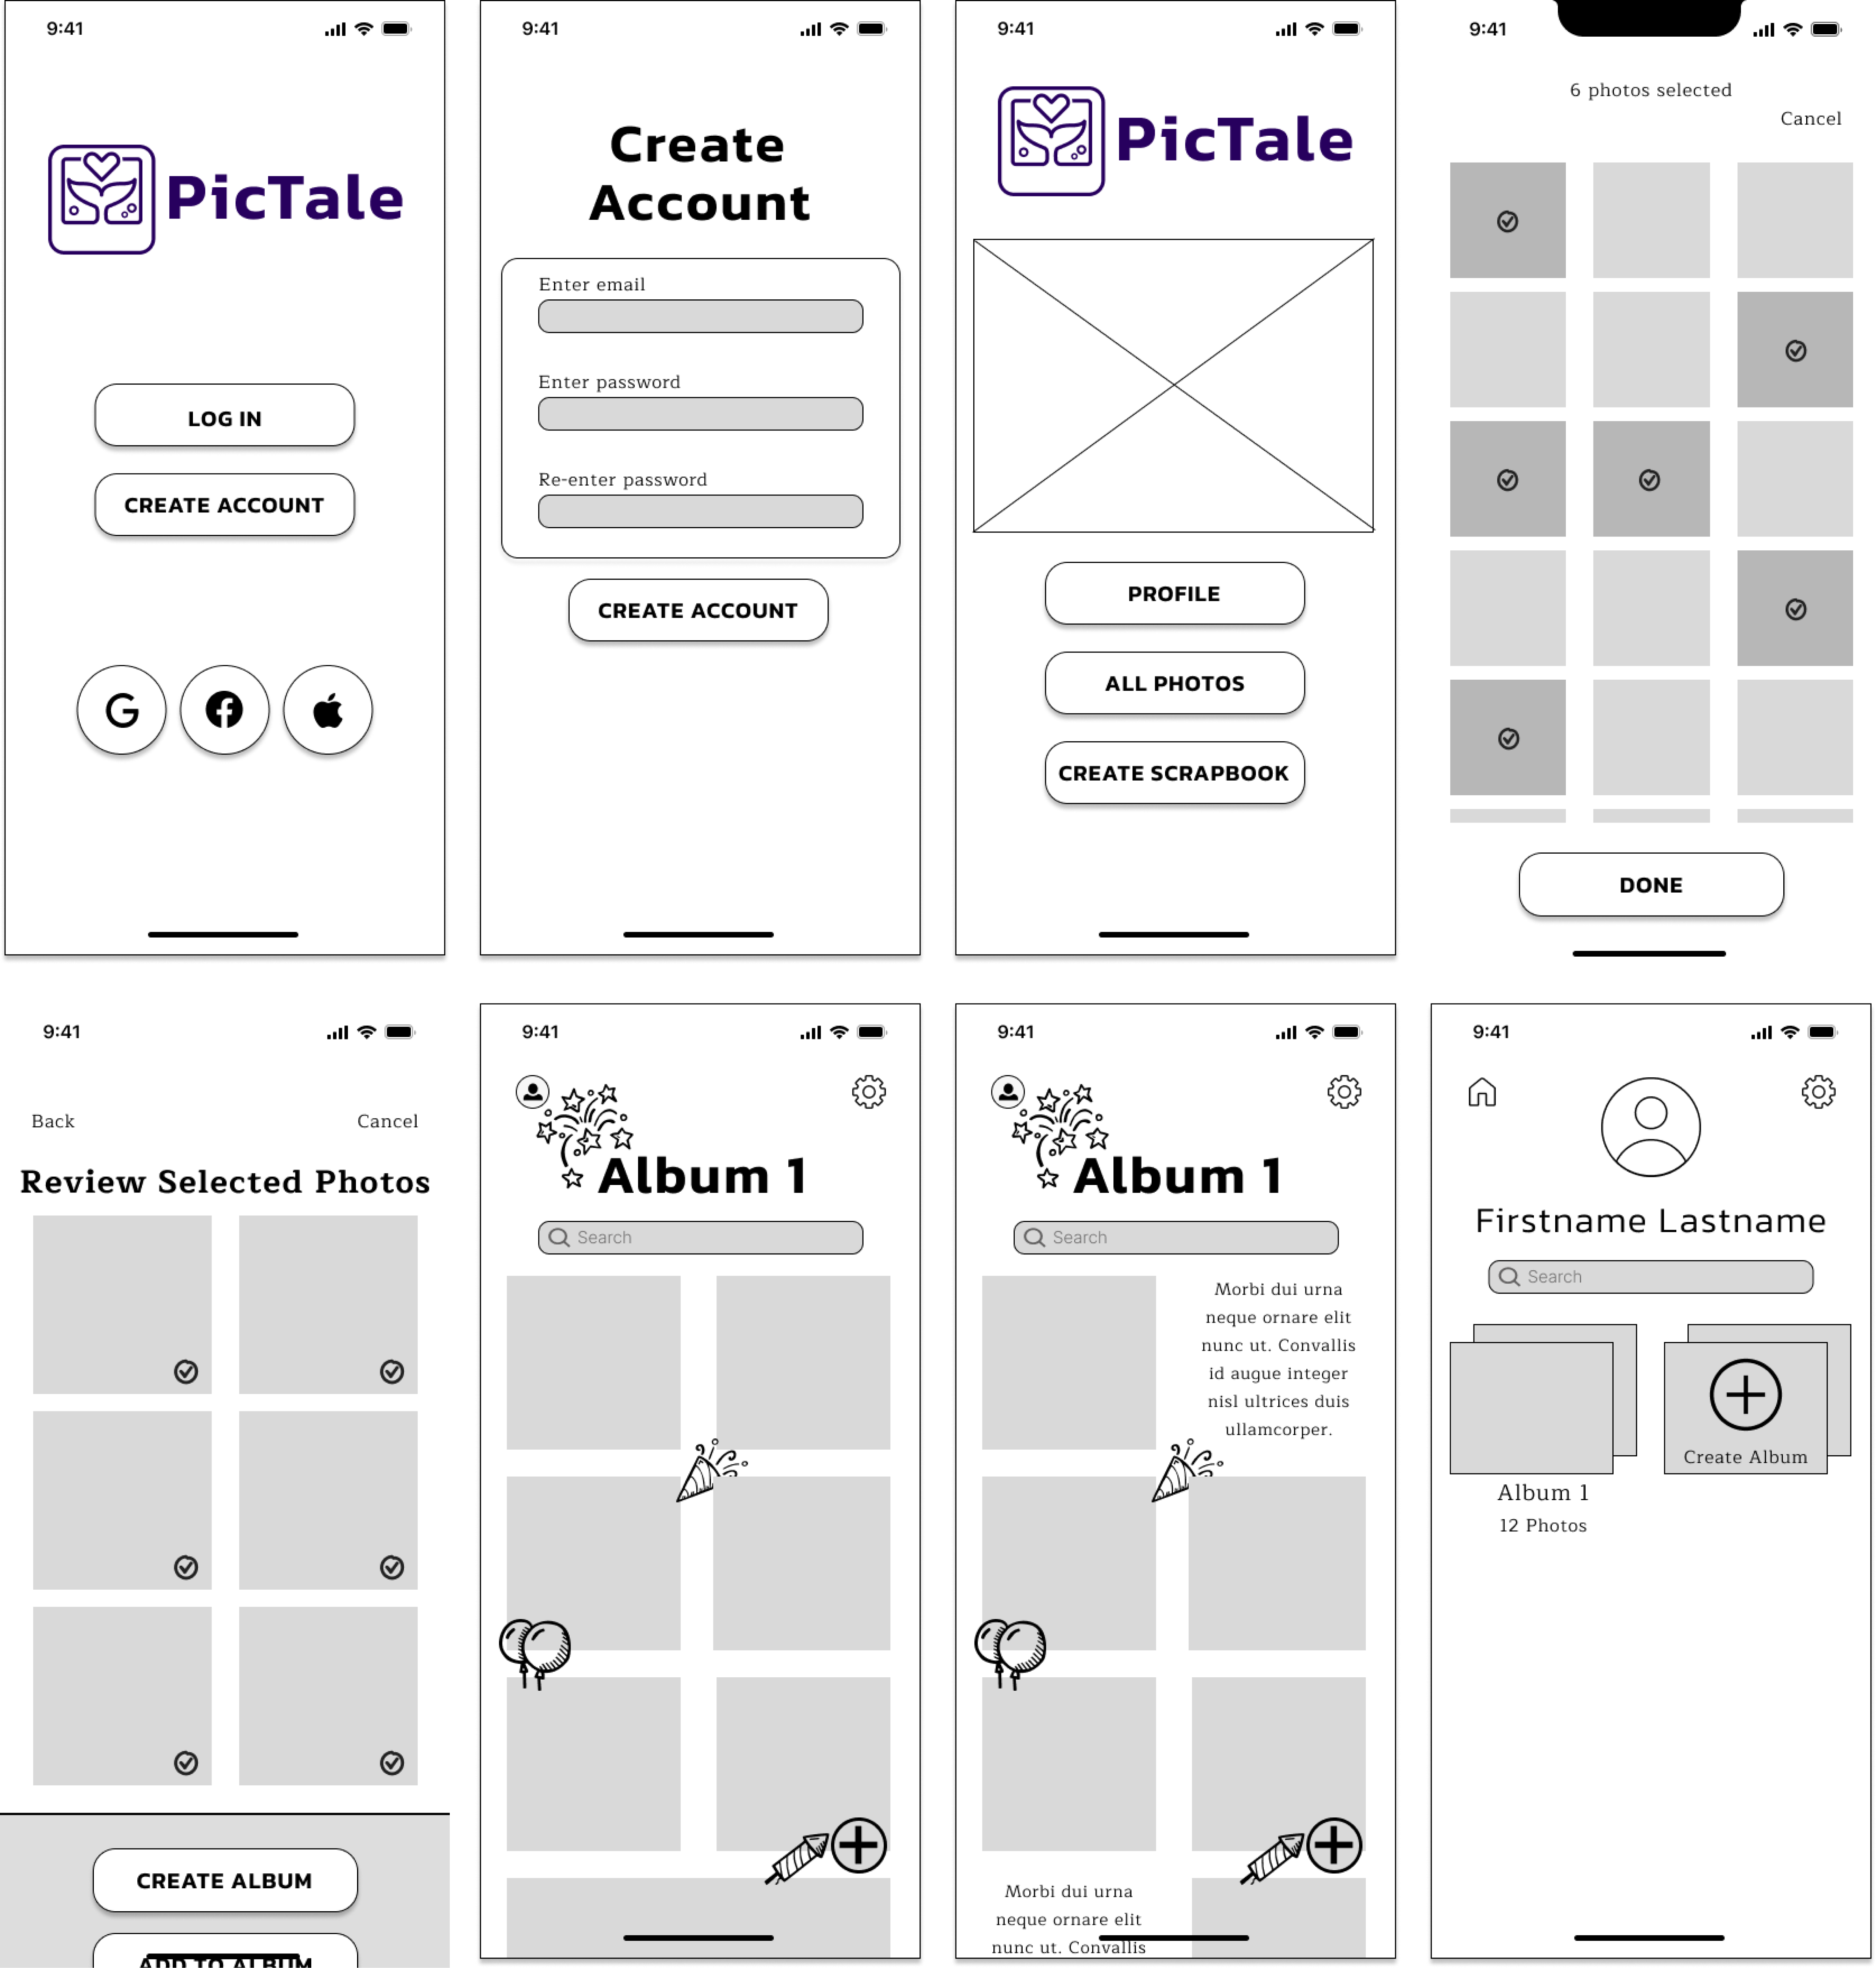 9:41
PicTale
LOG IN
CREATE ACCOUNT
9:41
Create
Account
Enter email
Enter password
Re-enter password
CREATE ACCOUNT
9:41
PicTale
PROFILE
ALL PHOTOS
CREATE SCRAPBOOK
9:41
6 photos selected
Cancel
DONE
9:41
Back
Cancel
Review Selected Photos
CREATE ALBUM
ADD TO ALBUM
9:41
Album 1
Search
9:41
Album 1
Search
Morbi dui urna
neque ornare elit
nunc ut. Convallis
id augue integer
nisl ultrices duis
ullamcorper.
Morbi dui urna
neque ornare elit
nunc ut. Convallis
9:41
Firstname Lastname
Search
Create Album
Album 1
12 Photos